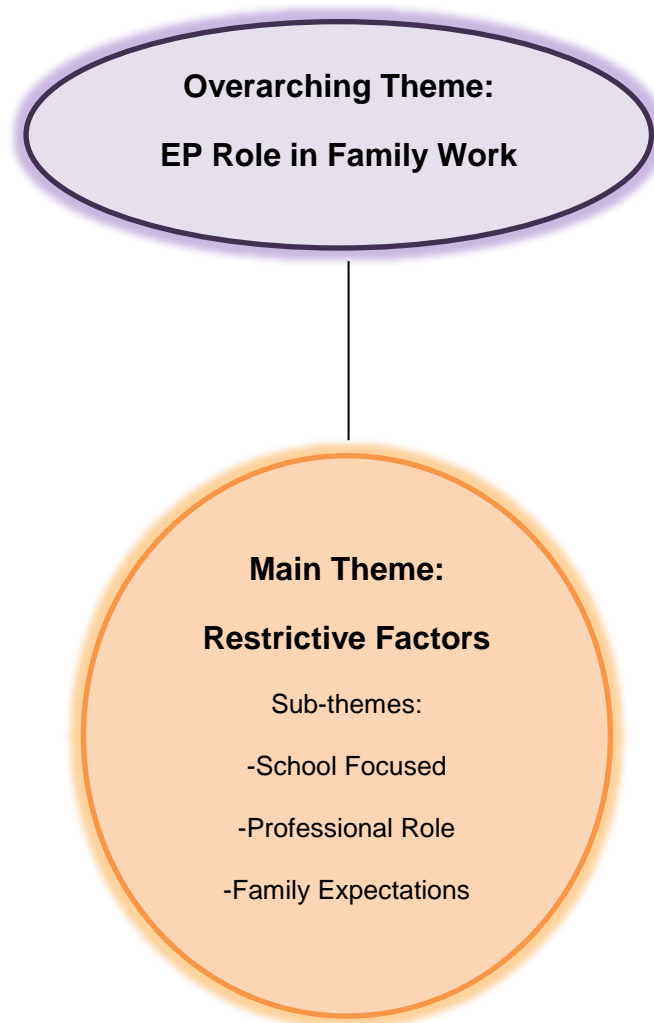 Overarching Theme:
EP Role in Family Work
Main Theme:
Restrictive Factors
Sub-themes:
-School Focused
-Professional Role
-Family Expectations